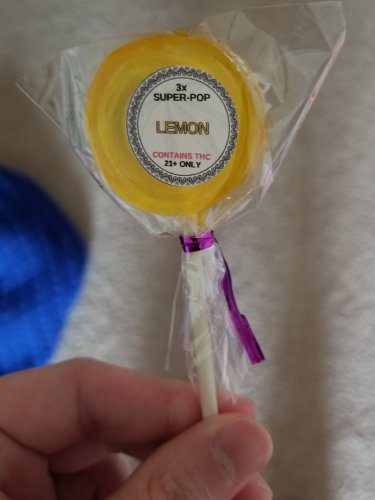 3x
SUPER-POP
LEMON
CONTAINS THC
21+ ONLY